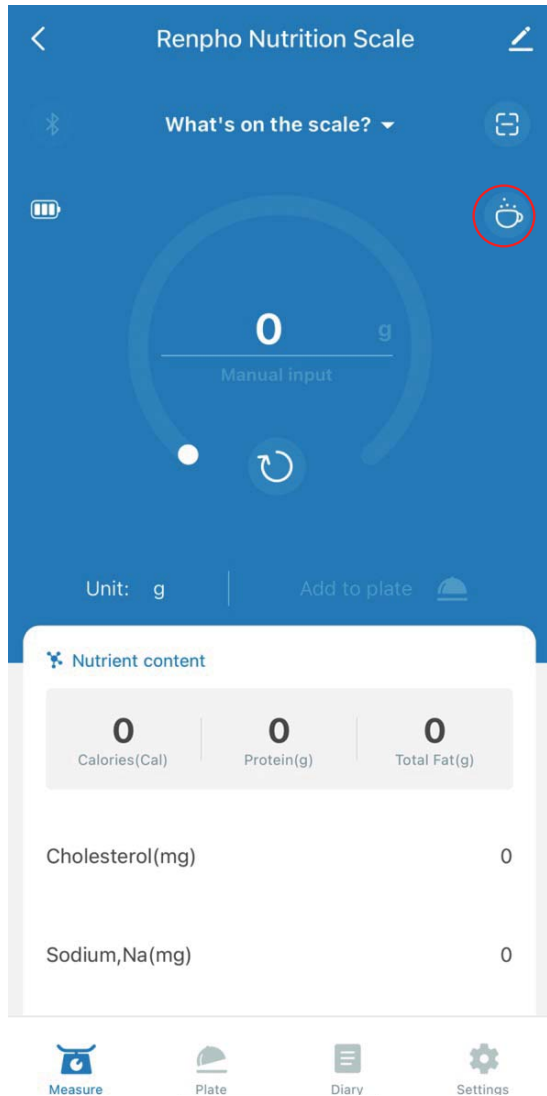 Renpho Nutrition Scale
What's on the scale?
0 g
Manual input
Unit: g Add to plate
Nutrient content
0 0 0
Calories(Cal) Protein(g) Total Fat(g)
Cholesterol(mg) 0
Sodium,Na(mg) 0
Measure Plate Diary Settings